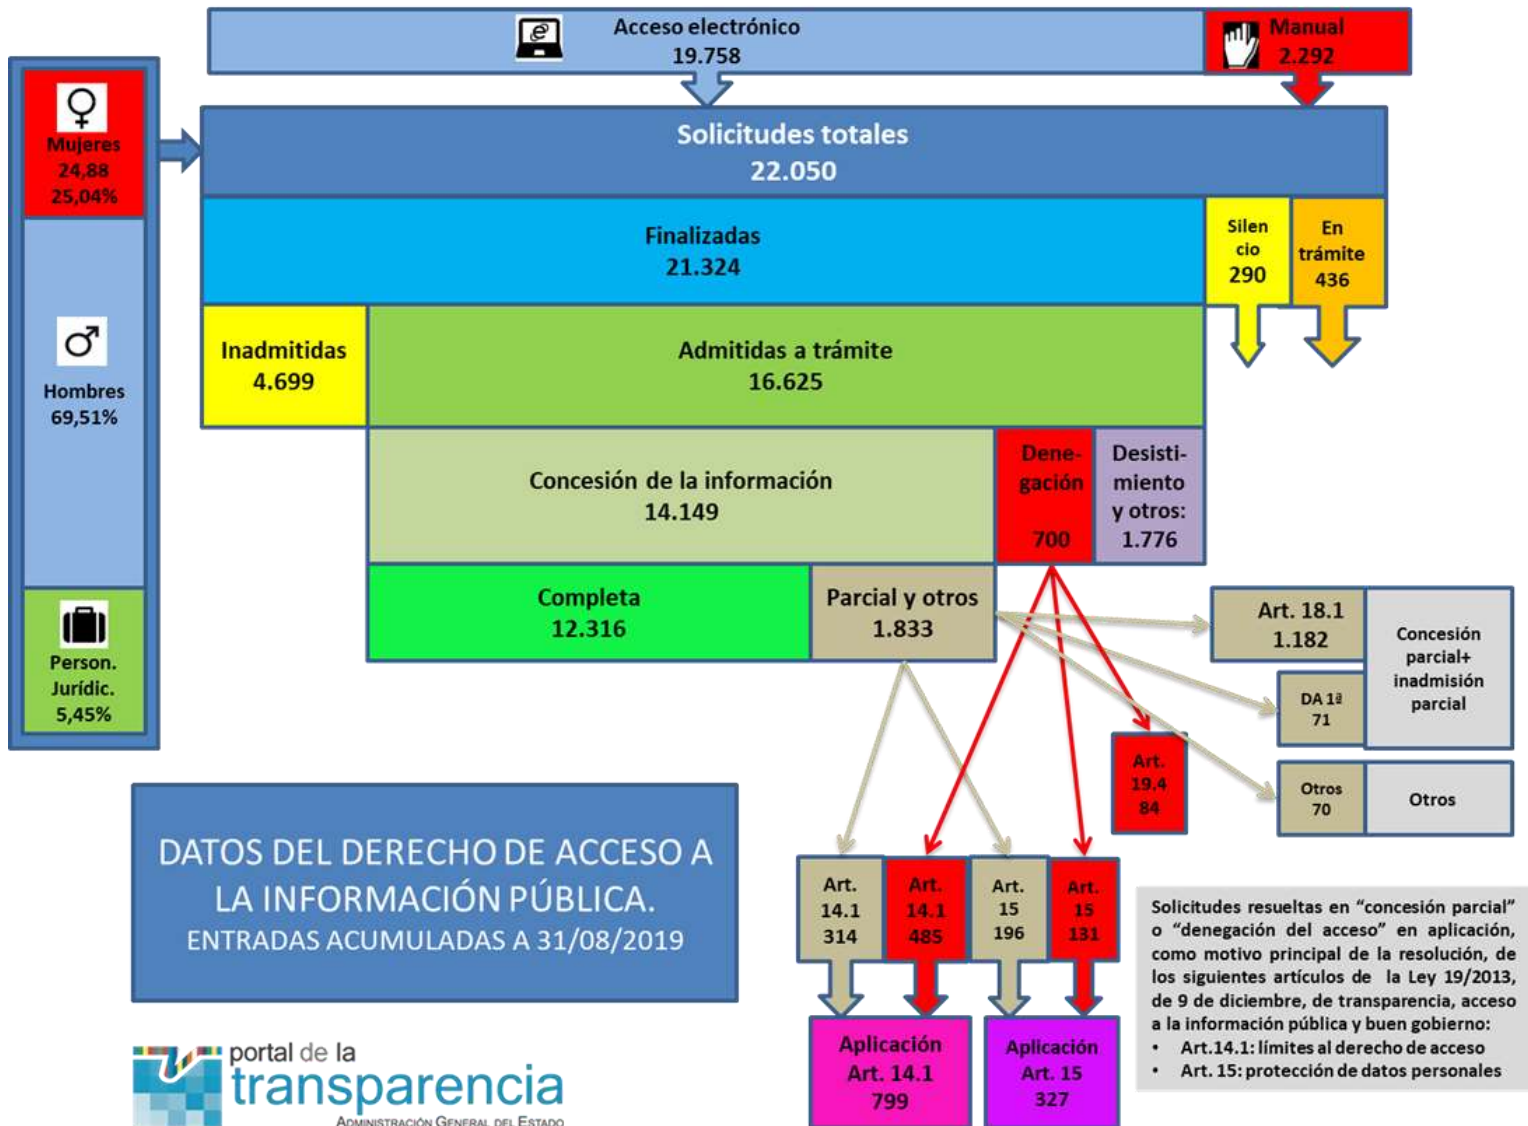 Acceso electrónico
19.758
Manual
2.292
Mujeres
24,88
25,04%
Hombres
69,51%
Person.
Jurídic.
5,45%
Solicitudes totales
22.050
Finalizadas
21.324
Silen
cio
290
En
trámite
436
Inadmitidas
4.699
Admitidas a trámite
16.625
Concesión de la información
14.149
Dene-
gación
700
Desisti-
miento
y otros:
1.776
Completa
12.316
Parcial y otros
1.833
Art. 18.1
1.182
Concesión
parcial+
inadmisión
parcial
DA 1ª
71
Otros
70
Otros
Art.
19.4
84
DATOS DEL DERECHO DE ACCESO A
LA INFORMACIÓN PÚBLICA.
ENTRADAS ACUMULADAS A 31/08/2019
Art.
14.1
314
Art.
14.1
485
Art.
15
196
Art.
15
131
Aplicación
Art. 14.1
799
Aplicación
Art. 15
327
Solicitudes resueltas en “concesión parcial”
o “denegación del acceso” en aplicación,
como motivo principal de la resolución, de
los siguientes artículos de la Ley 19/2013,
de 9 de diciembre, de transparencia, acceso
a la información pública y buen gobierno:
• Art.14.1: límites al derecho de acceso
• Art. 15: protección de datos personales
portal de la
transparencia
ADMINISTRACIÓN GENERAL DEL ESTADO